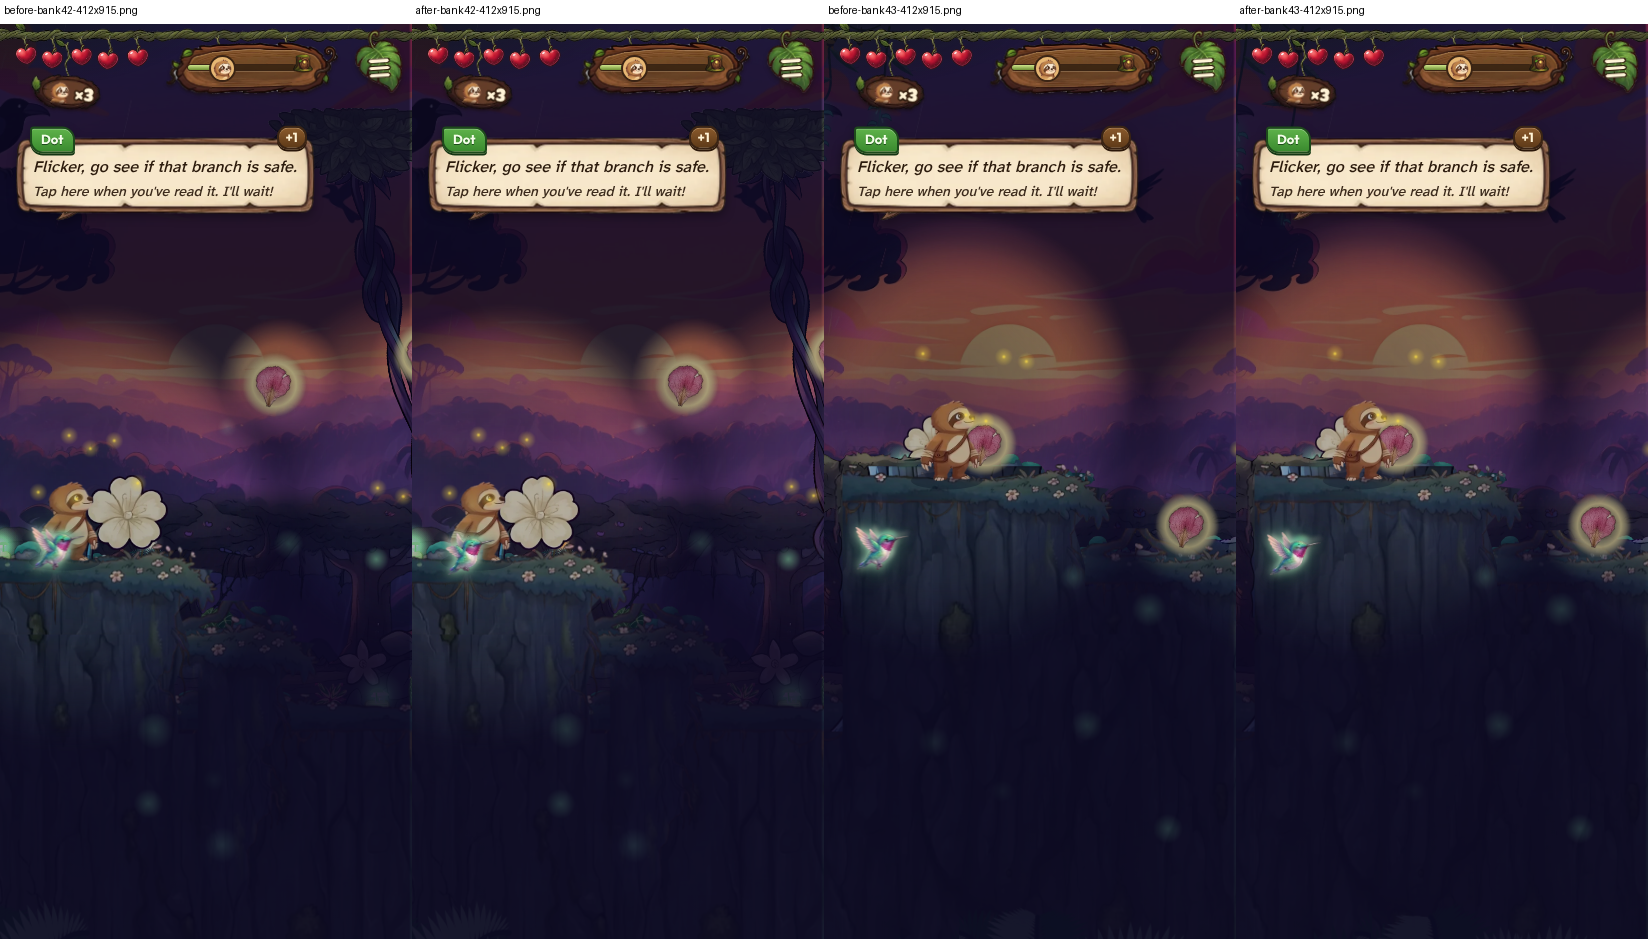 before-bank42-412x915.png
after-bank42-412x915.png
before-bank43-412x915.png
after-bank43-412x915.png
×3
Dot
+1
Flicker, go see if that branch is safe.
Tap here when you've read it. I'll wait!
×3
Dot
+1
Flicker, go see if that branch is safe.
Tap here when you've read it. I'll wait!
×3
Dot
+1
Flicker, go see if that branch is safe.
Tap here when you've read it. I'll wait!
×3
Dot
+1
Flicker, go see if that branch is safe.
Tap here when you've read it. I'll wait!